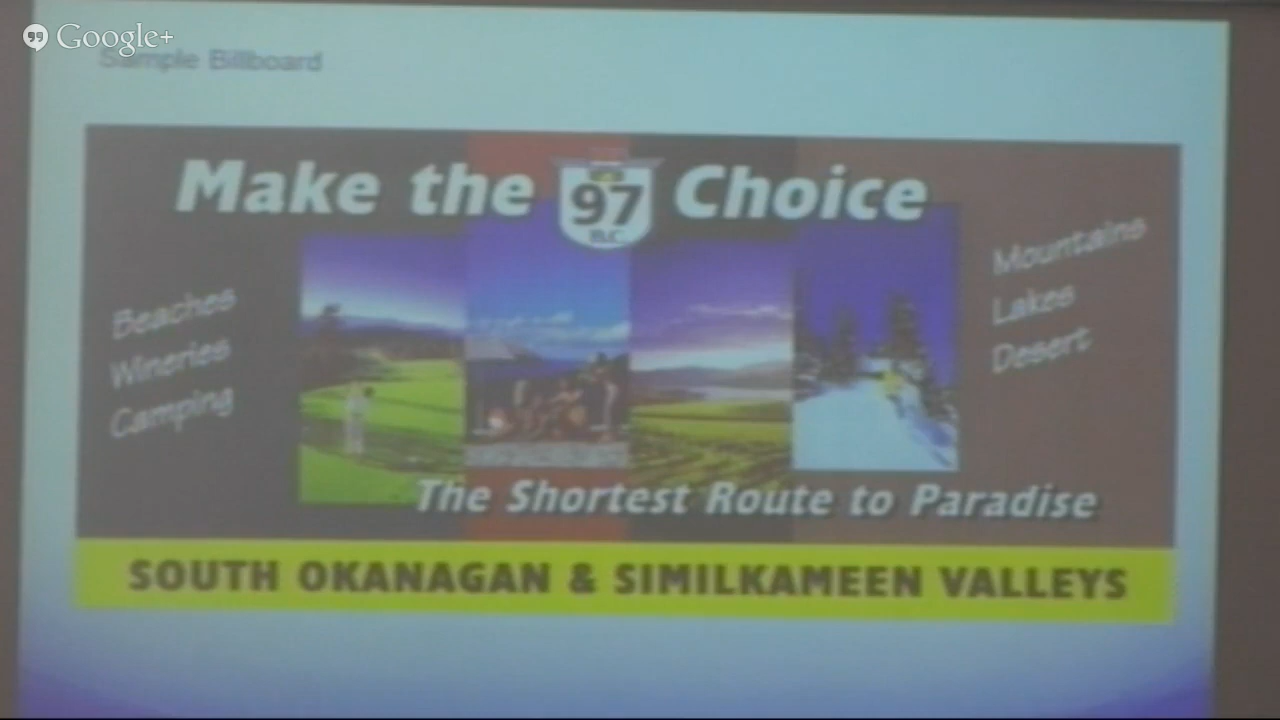 Google+
Sample Billboard
Make the 97 Choice
B.C.
Beaches
Wineries
Camping
Mountains
Lakes
Desert
The Shortest Route to Paradise
SOUTH OKANAGAN & SIMILKAMEEN VALLEYS